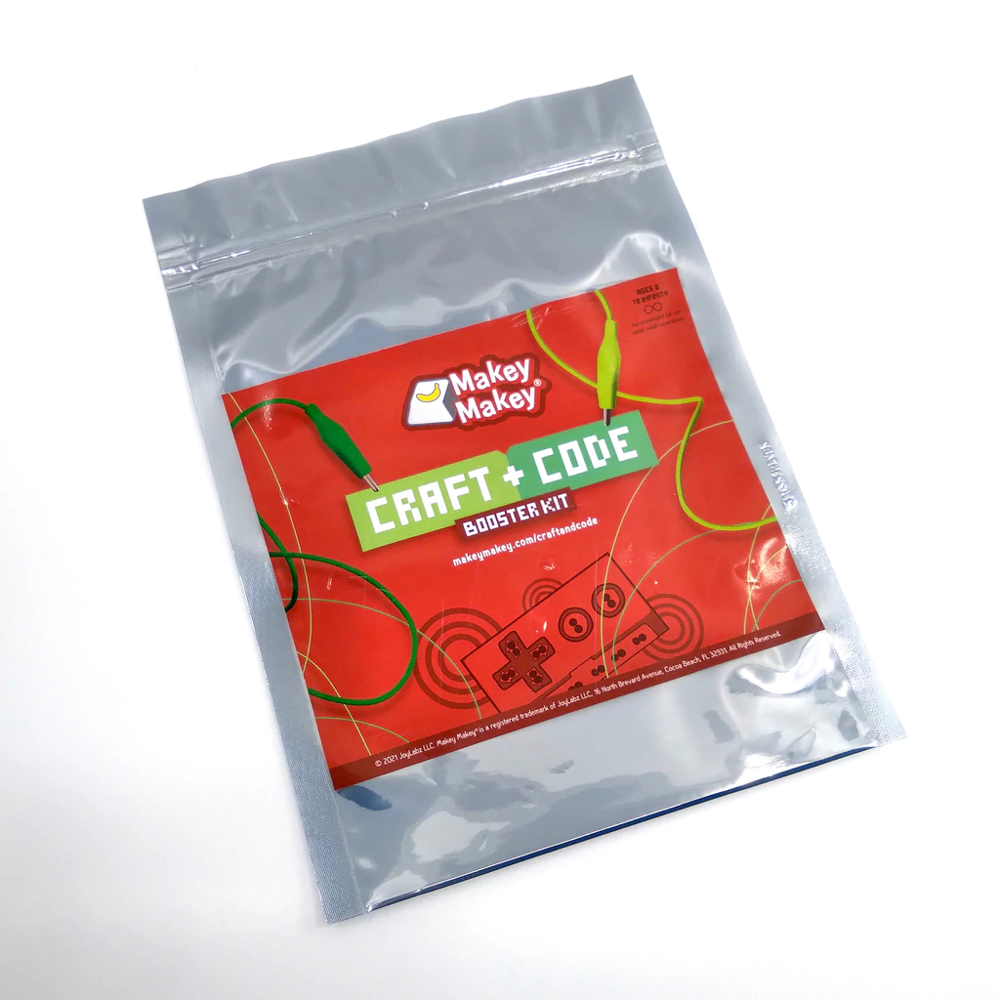 AGES 8
TO INFINITY
Makey
Makey®
CRAFT + CODE
BOOSTER KIT
makeymakey.com/craftandcode
© 2021 JoyLabz LLC. Makey Makey® is a registered trademark of JoyLabz LLC, 16 North Brevard Avenue, Cocoa Beach, FL, 32931. All Rights Reserved.